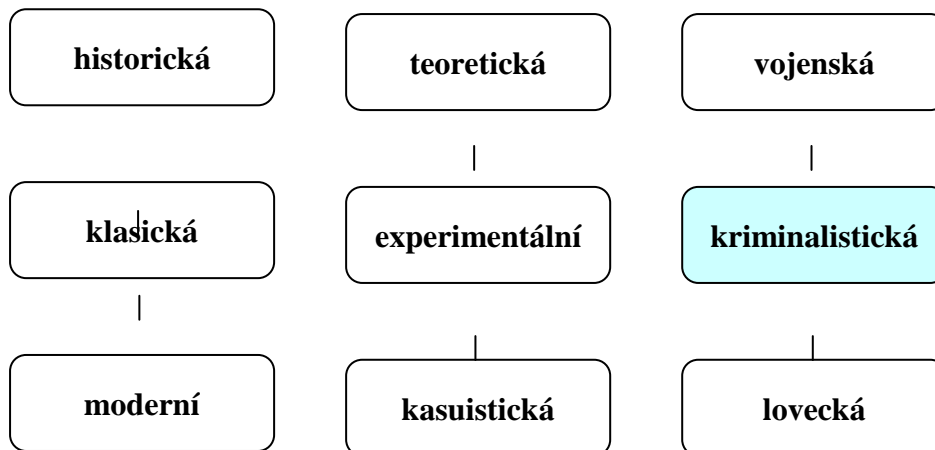 historická
teoretická
vojenská
klasická
experimentální
kriminalistická
moderní
kasuistická
lovecká